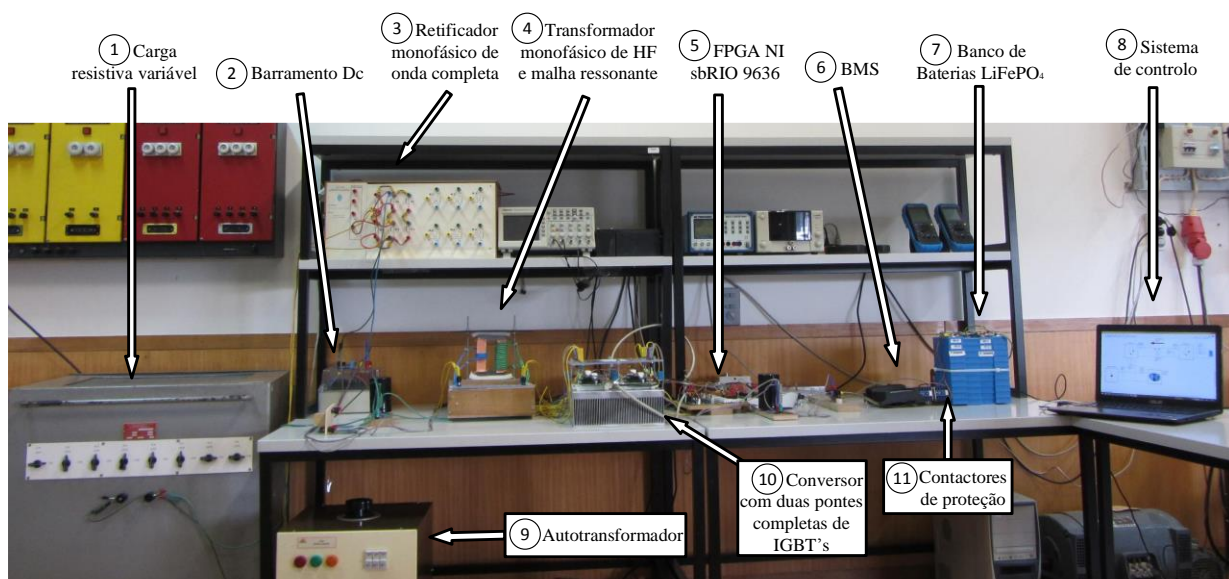 1 Carga
resistiva variável
2 Barramento Dc
3 Retificador
monofásico de
onda completa
4 Transformador
monofásico de HF
e malha ressonante
5 FPGA NI
sbRIO 9636
6 BMS
7 Banco de
Baterias LiFePO₄
8 Sistema
de controlo
9 Autotransformador
10 Conversor
com duas pontes
completas de
IGBT's
11 Contactores
de proteção